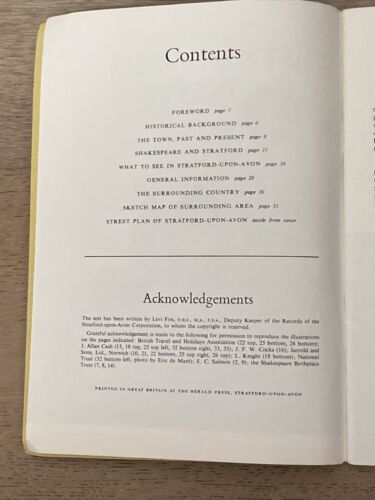 Contents
FOREWORD page 5
HISTORICAL BACKGROUND page 6
THE TOWN, PAST AND PRESENT page 8
SHAKESPEARE AND STRATFORD page 15
WHAT TO SEE IN STRATFORD-UPON-AVON page 19
GENERAL INFORMATION page 28
THE SURROUNDING COUNTRY page 30
SKETCH MAP OF SURROUNDING AREA page 31
STREET PLAN OF STRATFORD-UPON-AVON inside front cover
Acknowledgements
The text has been written by Levi Fox, O.B.E., M.A., F.S.A., Deputy Keeper of the Records of the
Stratford-upon-Avon Corporation, to whom the copyright is reserved.
Grateful acknowledgement is made to the following for permission to reproduce the illustrations
on the pages indicated: British Travel and Holidays Association (22 top, 25 bottom, 26 bottom);
J. Allan Cash (13, 18 top, 25 top left, 32 bottom right, 33, 35); J. F. W. Cocks (16); Jarrold and
Sons, Ltd., Norwich (10, 21, 22 bottom, 25 top right, 26 top); L. Knight (18 bottom); National
Trust (32 bottom left, photo by Eric de Maré); E. C. Salmon (2, 9); the Shakespeare Birthplace
Trust (7, 8, 14).
PRINTED IN GREAT BRITAIN AT THE HERALD PRESS, STRATFORD-UPON-AVON